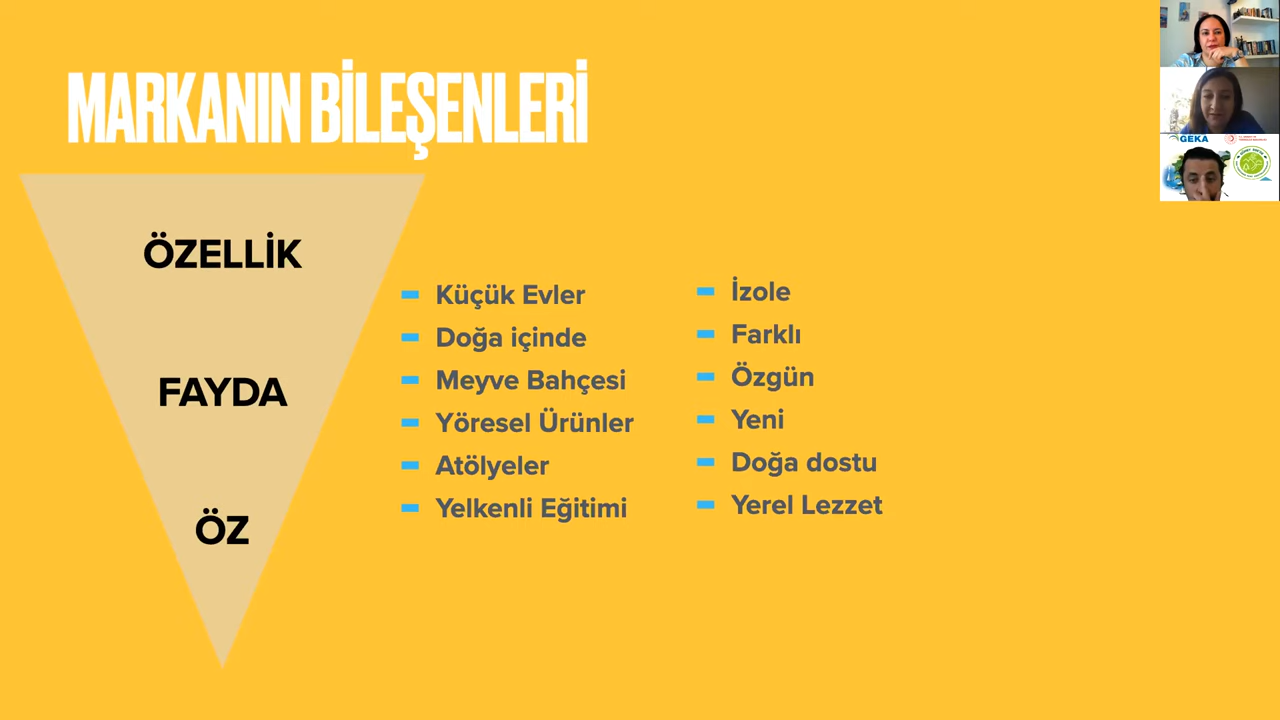 MARKANIN BİLEŞENLERİ
ÖZELLİK
FAYDA
ÖZ
Küçük Evler
Doğa içinde
Meyve Bahçesi
Yöresel Ürünler
Atölyeler
Yelkenli Eğitimi
İzole
Farklı
Özgün
Yeni
Doğa dostu
Yerel Lezzet
GEKA